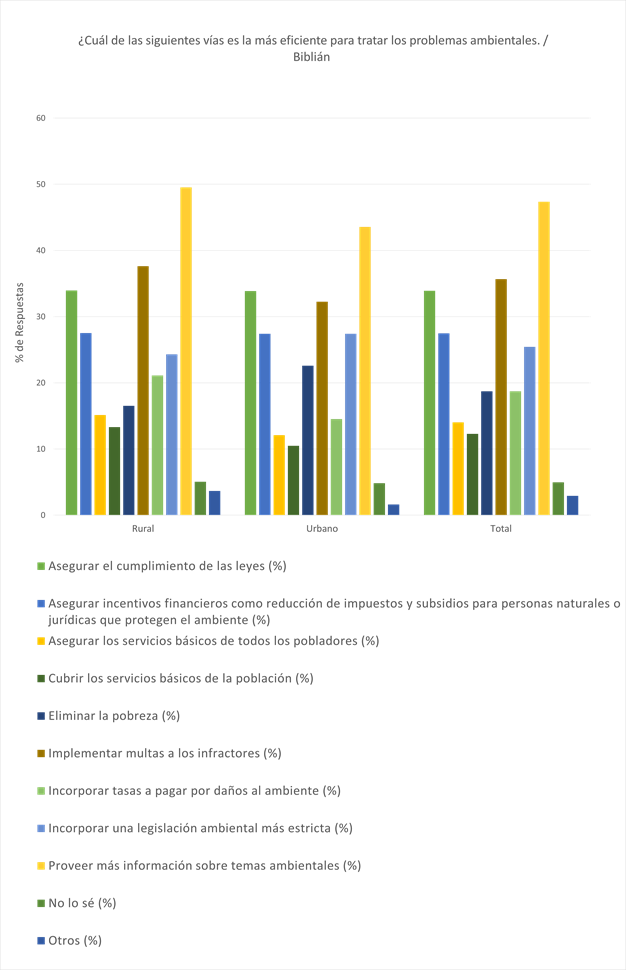 ¿Cuál de las siguientes vías es la más eficiente para tratar los problemas ambientales. /
Biblián
60
50
40
30
20
10
0
% de Respuestas
Rural
Urbano
Total
Asegurar el cumplimiento de las leyes (%)
Asegurar incentivos financieros como reducción de impuestos y subsidios para personas naturales o
jurídicas que protegen el ambiente (%)
Asegurar los servicios básicos de todos los pobladores (%)
Cubrir los servicios básicos de la población (%)
Eliminar la pobreza (%)
Implementar multas a los infractores (%)
Incorporar tasas a pagar por daños al ambiente (%)
Incorporar una legislación ambiental más estricta (%)
Proveer más información sobre temas ambientales (%)
No lo sé (%)
Otros (%)